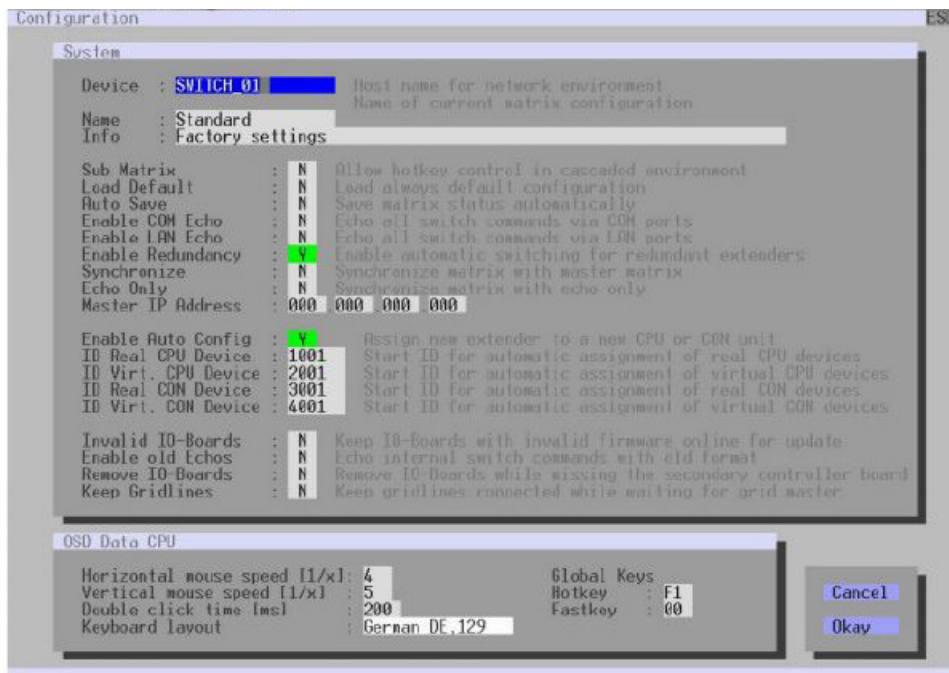 Configuration ES
System
Device : SWITCH_01 Host name for network environment
Name of current matrix configuration
Name : Standard
Info : Factory settings
Sub Matrix : N Allow hotkey control in cascaded environment
Load Default : N Load always default configuration
Auto Save : N Save matrix status automatically
Enable COM Echo : N Echo all switch commands via COM ports
Enable LAN Echo : N Echo all switch commands via LAN ports
Enable Redundancy : Y Enable automatic switching for redundant extenders
Synchronize : N Synchronize matrix with master matrix
Echo Only : N Synchronize matrix with echo only
Master IP Address : 000 .000 .000 .000
Enable Auto Config : Y Assign new extender to a new CPU or CON unit
ID Real CPU Device : 1001 Start ID for automatic assignment of real CPU devices
ID Virt. CPU Device : 2001 Start ID for automatic assignment of virtual CPU devices
ID Real CON Device : 3001 Start ID for automatic assignment of real CON devices
ID Virt. CON Device : 4001 Start ID for automatic assignment of virtual CON devices
Invalid IO-Boards : N Keep IO-Boards with invalid firmware online for update
Enable old Echos : N Echo internal switch commands with old format
Remove IO-Boards : N Remove IO-Boards while missing the secondary controller board
Keep Gridlines : N Keep gridlines connected while waiting for grid master
OSD Data CPU
Horizontal mouse speed [1/x]: 4 Global Keys
Vertical mouse speed [1/x] : 5 Hotkey : F1
Double click time [ms] : 200 Fastkey : 00
Keyboard layout : German DE,129
Cancel
Okay